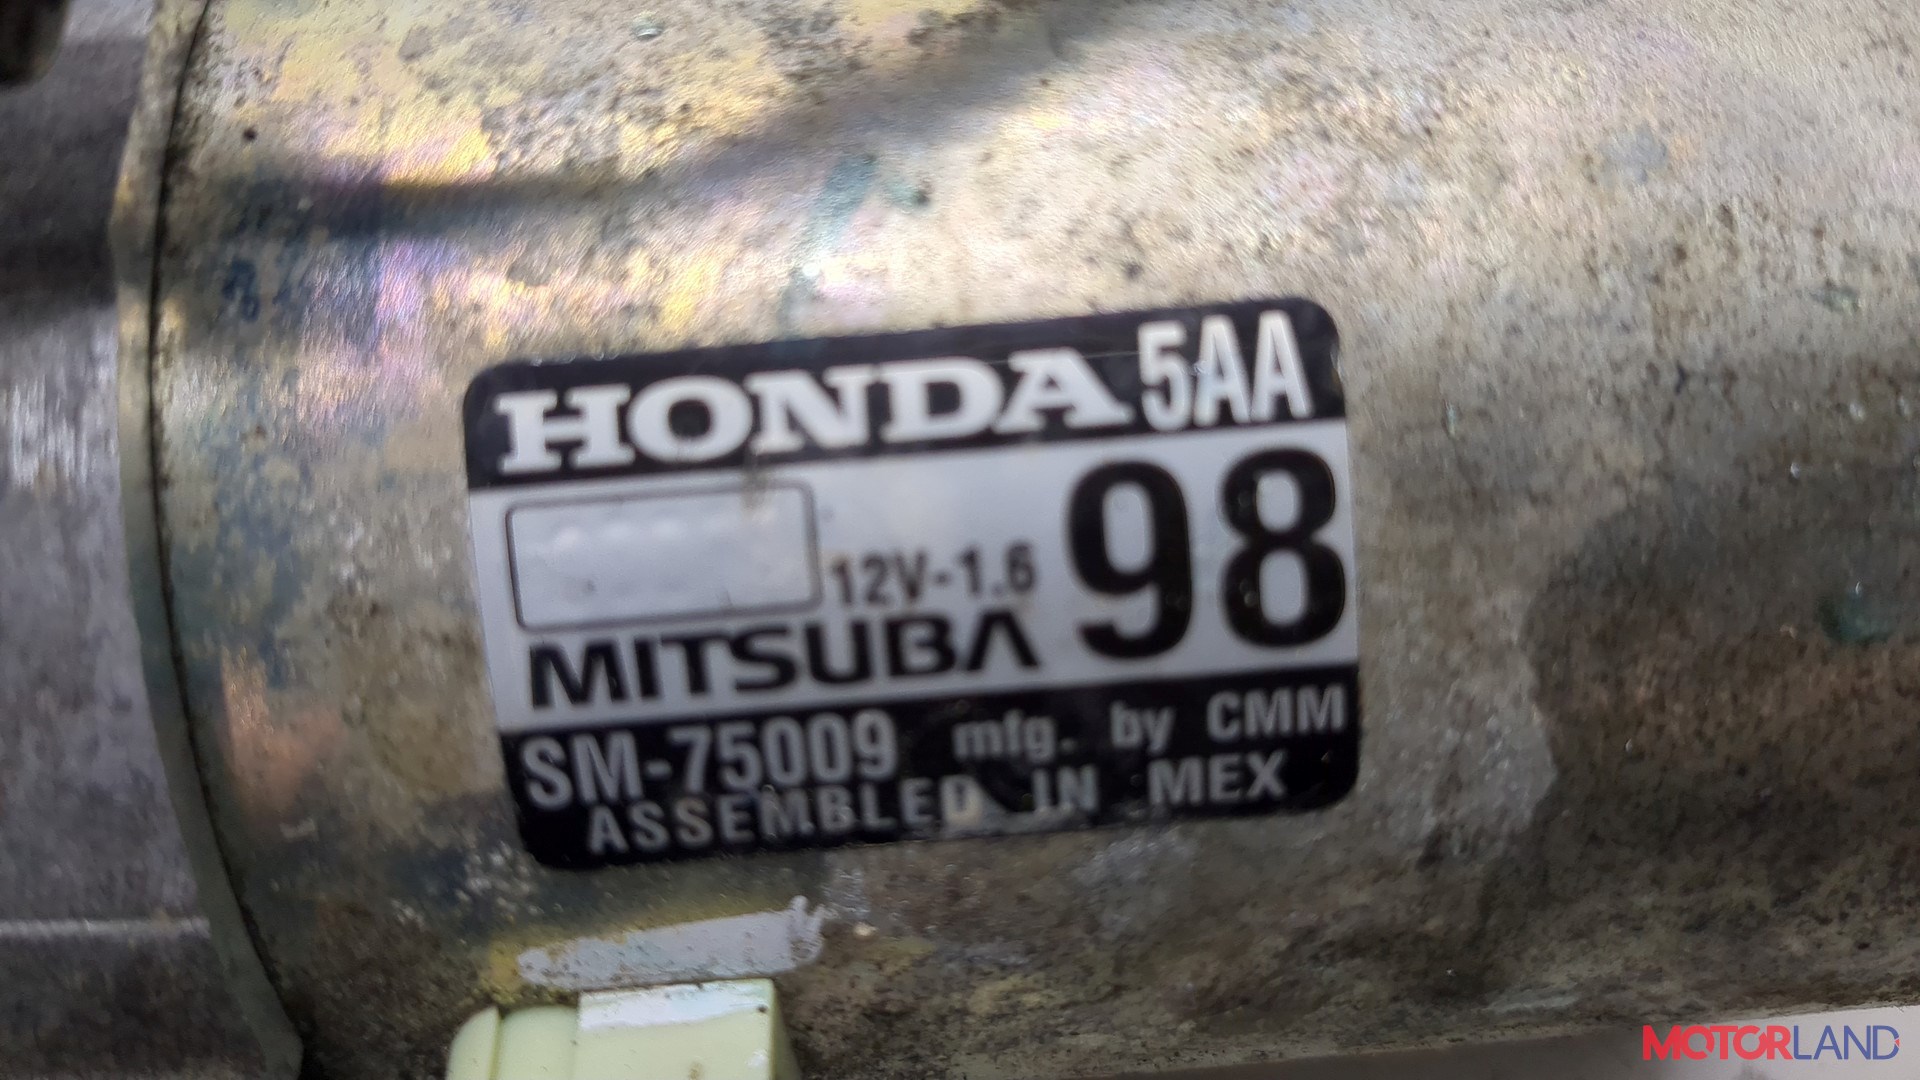 HONDA 5AA
12V-1.6 98
MITSUBA
SM-75009 mfg. by CMM
ASSEMBLED IN MEX
MOTORLAND